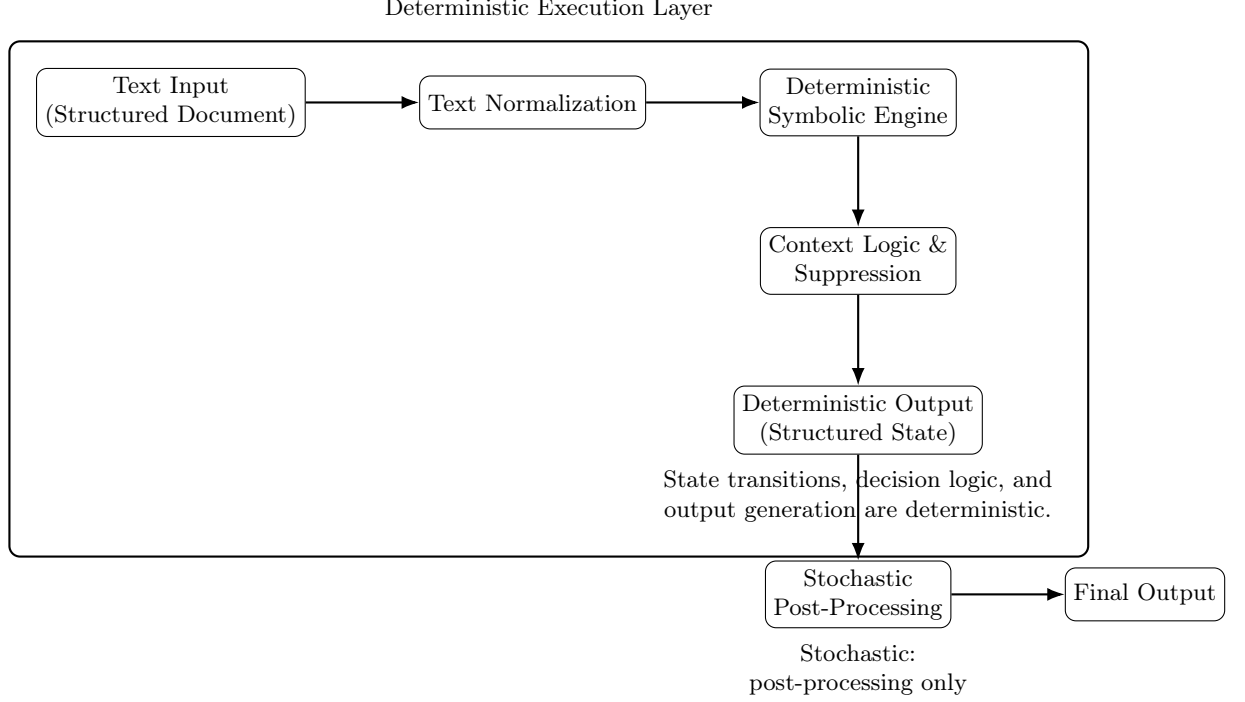 Deterministic Execution Layer
Text Input
(Structured Document)
Text Normalization
Deterministic
Symbolic Engine
Context Logic &
Suppression
Deterministic Output
(Structured State)
State transitions, decision logic, and
output generation are deterministic.
Stochastic
Post-Processing
Final Output
Stochastic:
post-processing only